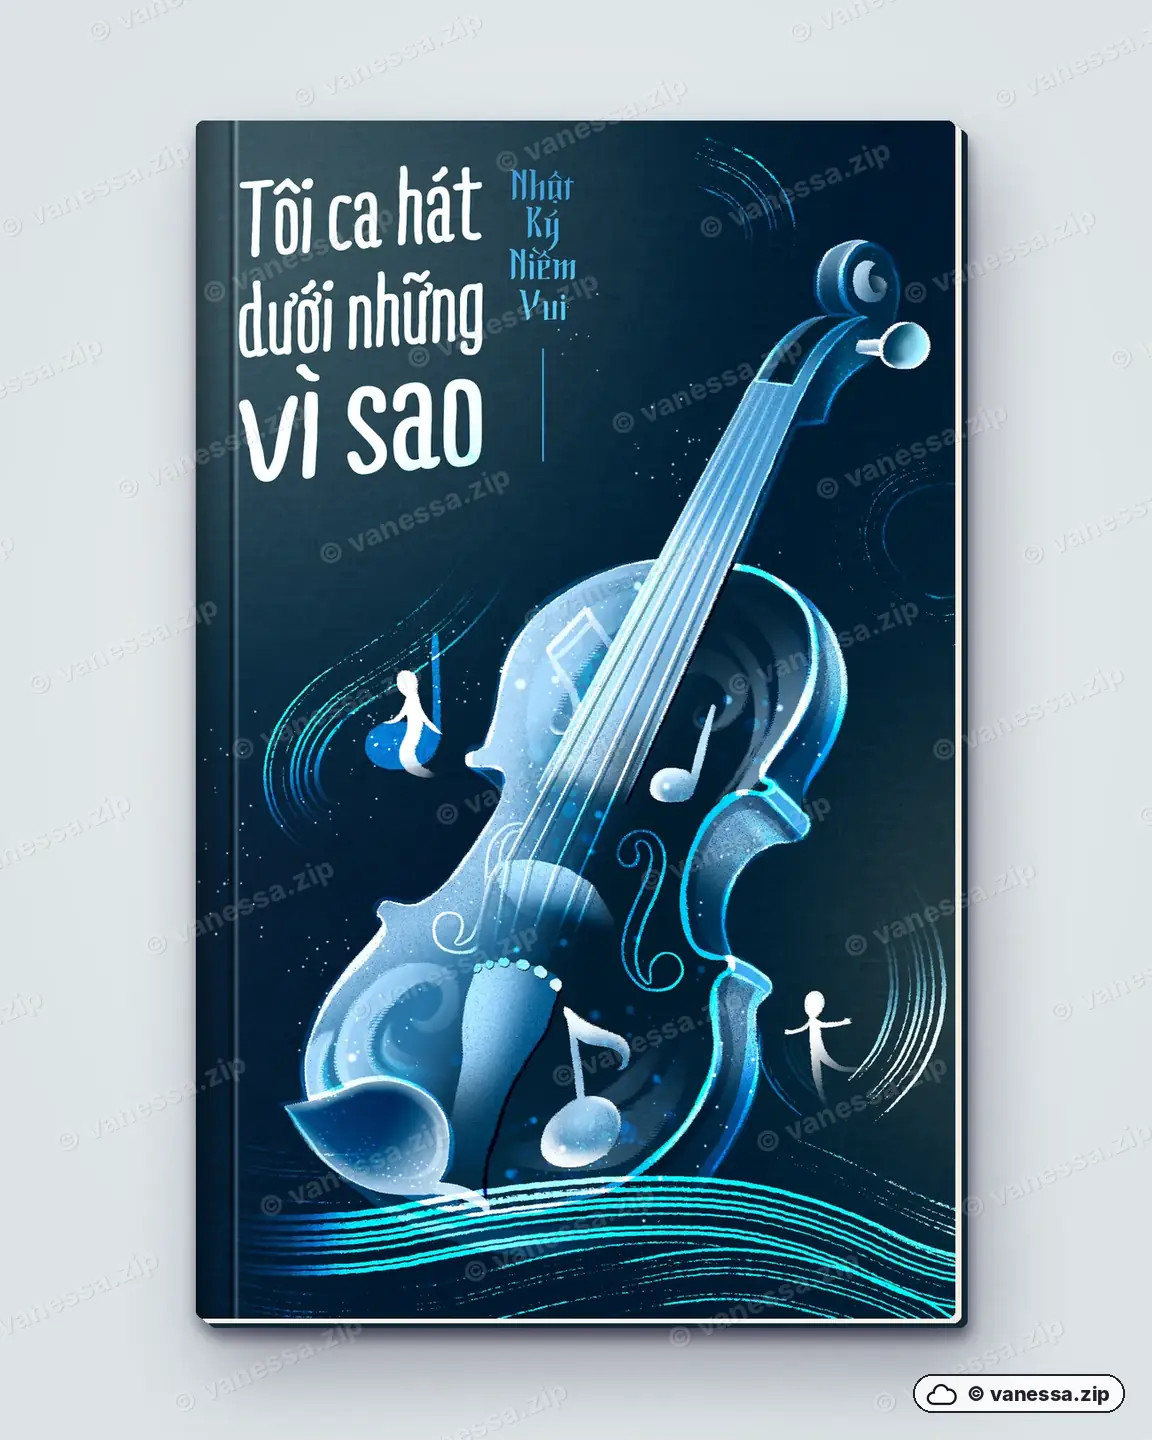 Tôi ca hát
dưới những
vì sao
Nhật
Ký
Niềm
Vui
© vanessa.zip